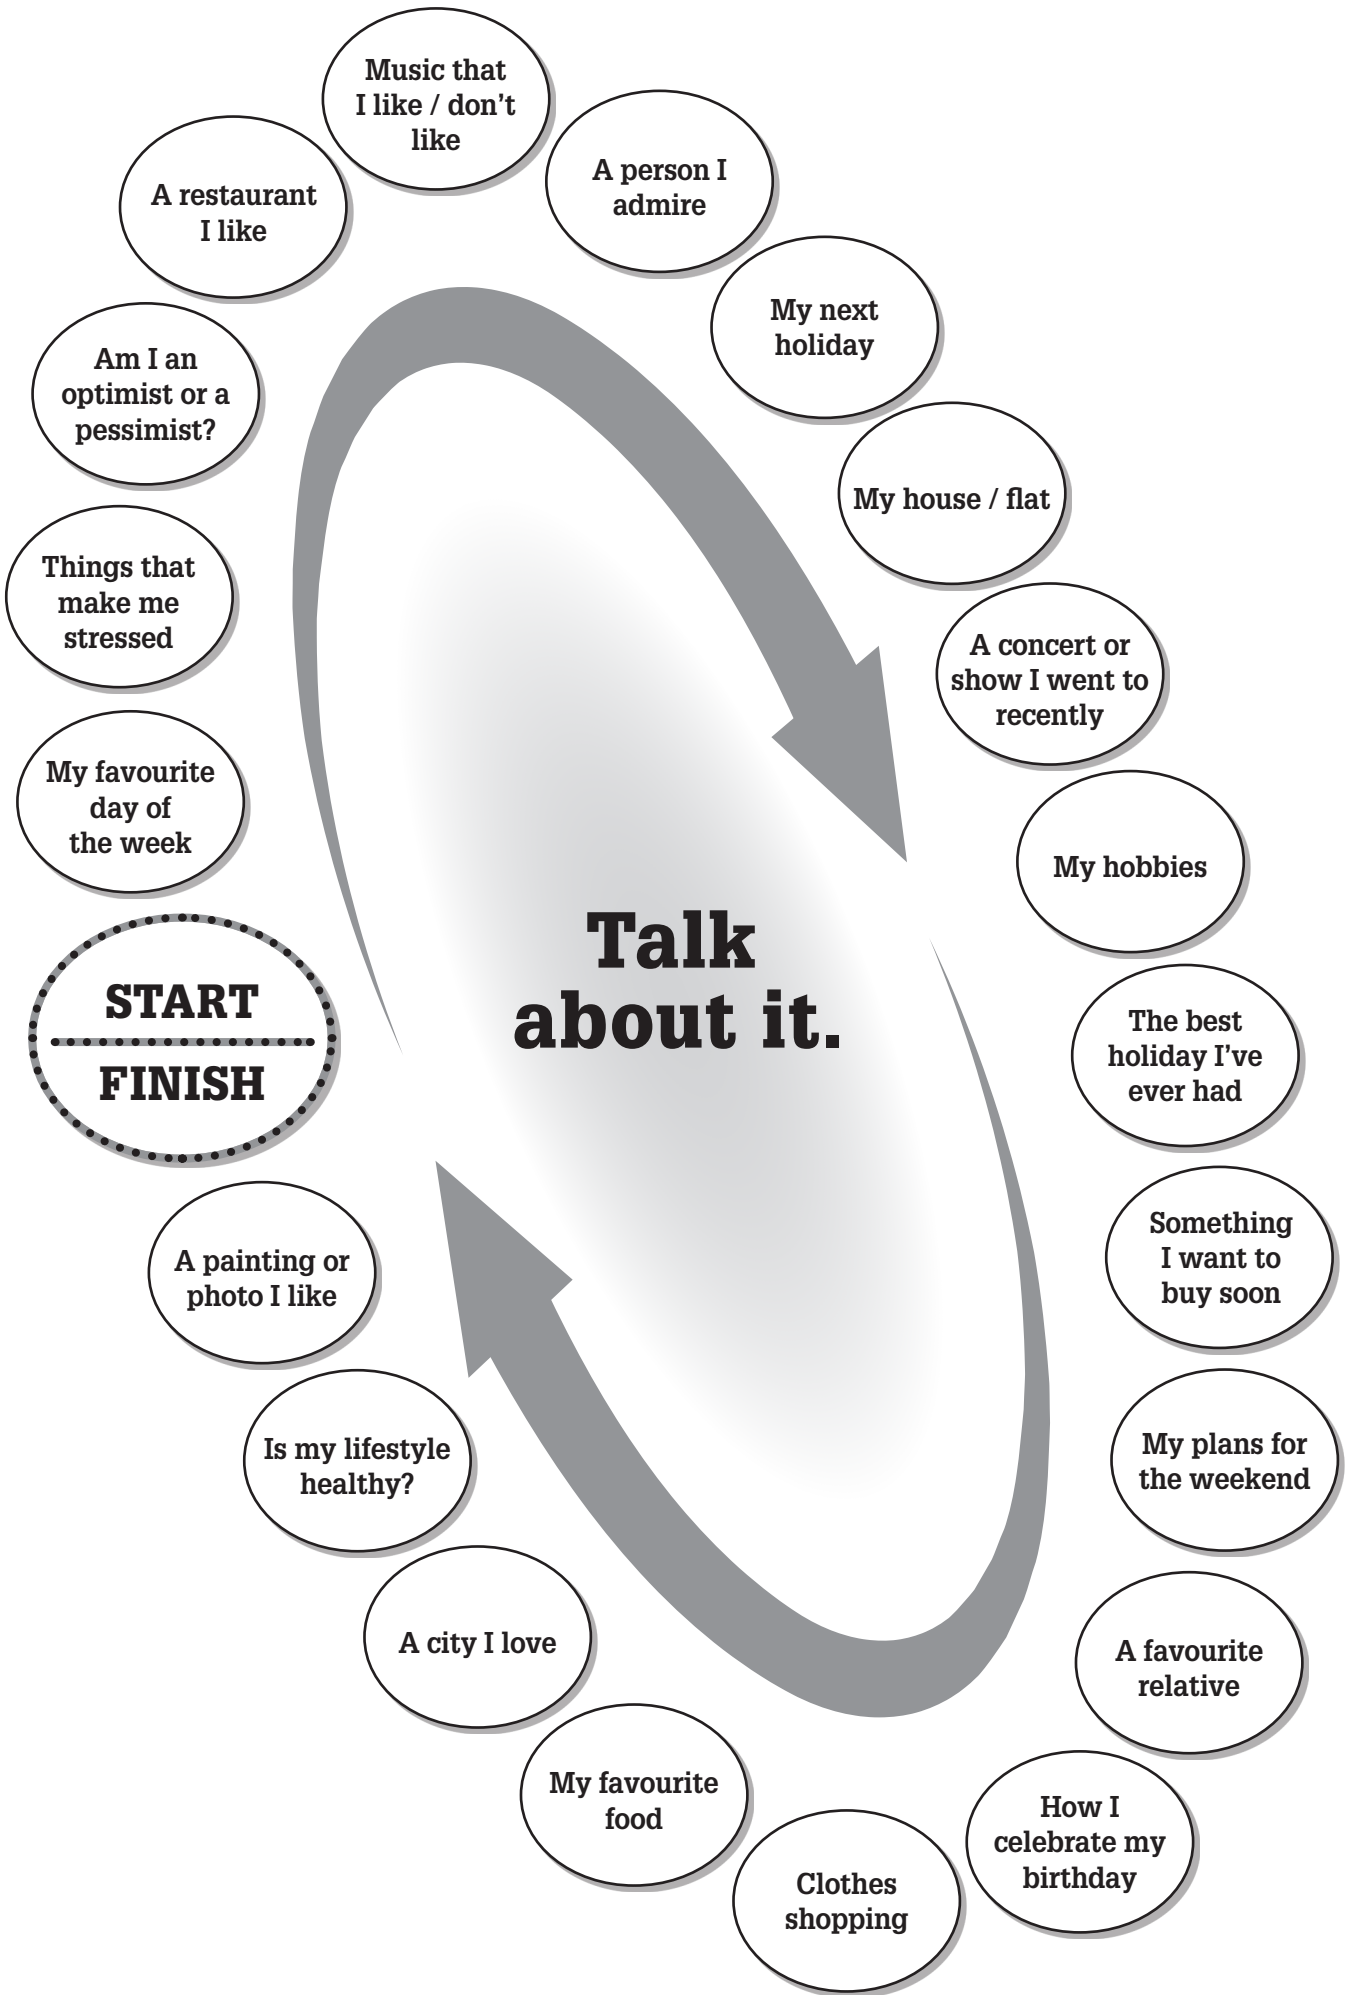 Talk
about it.
START
FINISH
My favourite
day of
the week
Things that
make me
stressed
Am I an
optimist or a
pessimist?
A restaurant
I like
Music that
I like / don't
like
A person I
admire
My next
holiday
My house / flat
A concert or
show I went to
recently
My hobbies
The best
holiday I've
ever had
Something
I want to
buy soon
My plans for
the weekend
A favourite
relative
How I
celebrate my
birthday
Clothes
shopping
My favourite
food
A city I love
Is my lifestyle
healthy?
A painting or
photo I like